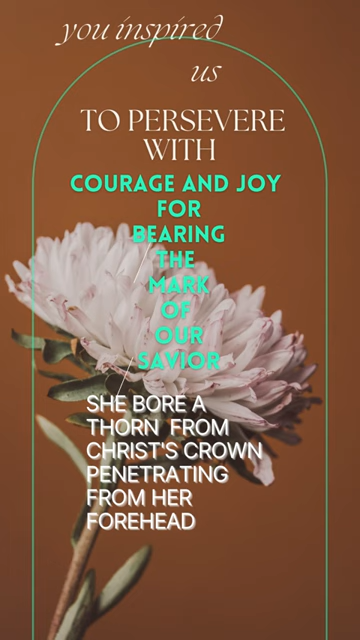 you inspired
us
TO PERSEVERE
WITH
COURAGE AND JOY
FOR
BEARING
THE
MARK
OF
OUR
SAVIOR
SHE BORE A
THORN FROM
CHRIST'S CROWN
PENETRATING
FROM HER
FOREHEAD